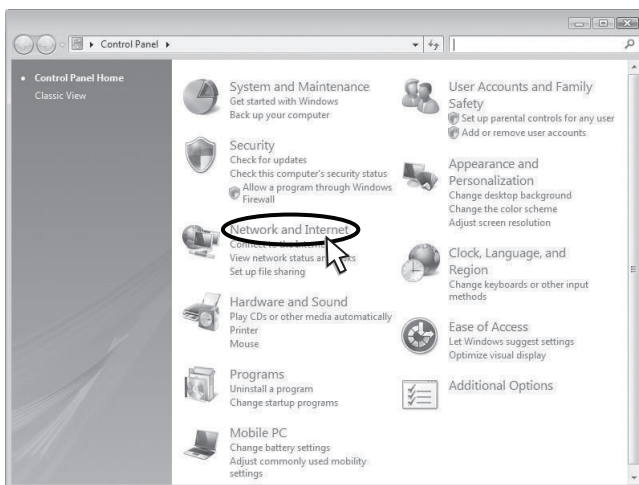 Control Panel
Control Panel Home
Classic View
System and Maintenance
Get started with Windows
Back up your computer
Security
Check for updates
Check this computer's security status
Allow a program through Windows
Firewall
Network and Internet
Connect to the Internet
View network status and
Set up file sharing
Hardware and Sound
Play CDs or other media automatically
Printer
Mouse
Programs
Uninstall a program
Change startup programs
Mobile PC
Change battery settings
Adjust commonly used mobility
settings
User Accounts and Family
Safety
Set up parental controls for any user
Add or remove user accounts
Appearance and
Personalization
Change desktop background
Change the color scheme
Adjust screen resolution
Clock, Language, and
Region
Change keyboards or other input
methods
Ease of Access
Let Windows suggest settings
Optimize visual display
Additional Options